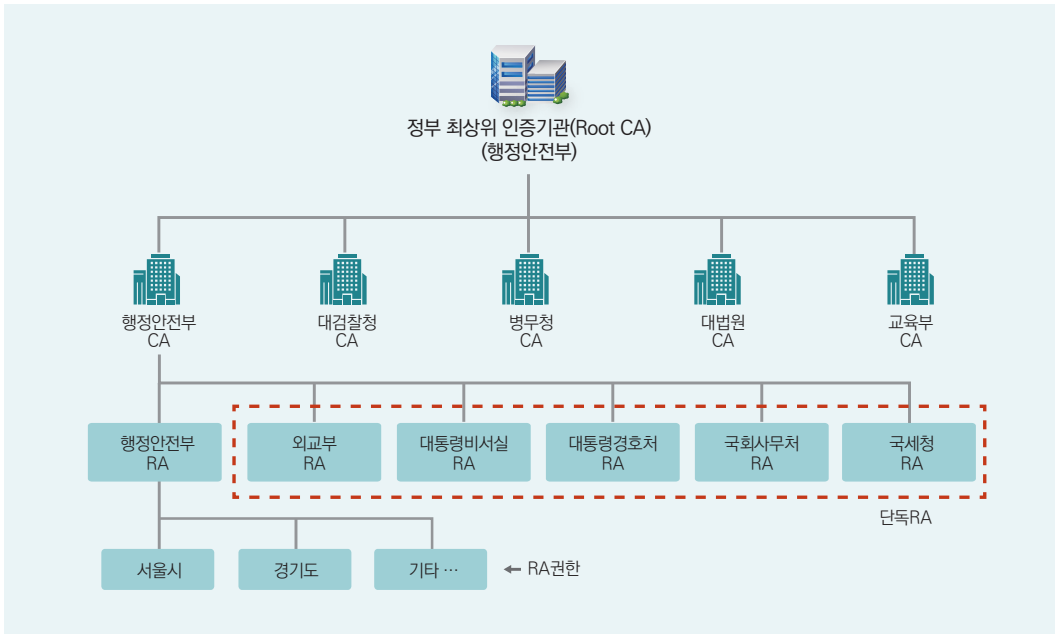 정부 최상위 인증기관(Root CA)
(행정안전부)
행정안전부
CA
대검찰청
CA
병무청
CA
대법원
CA
교육부
CA
행정안전부
RA
외교부
RA
대통령비서실
RA
대통령경호처
RA
국회사무처
RA
국세청
RA
단독RA
서울시
경기도
기타 ···
← RA권한